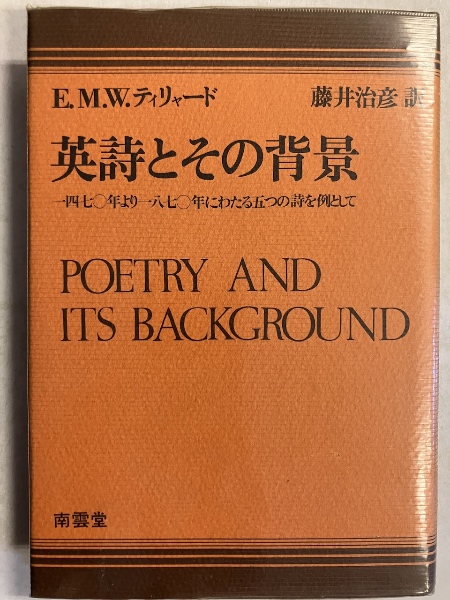 E.M.W.ティリャード 藤井治彦 訳
英詩とその背景
一四七〇年より一八七〇年にわたる五つの詩を例として
POETRY AND
ITS BACKGROUND
南雲堂